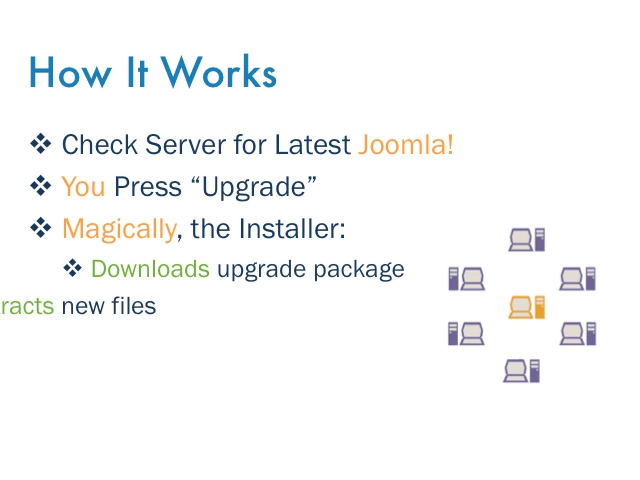 How It Works
❖ Check Server for Latest Joomla!
❖ You Press “Upgrade”
❖ Magically, the Installer:
❖ Downloads upgrade package
racts new files